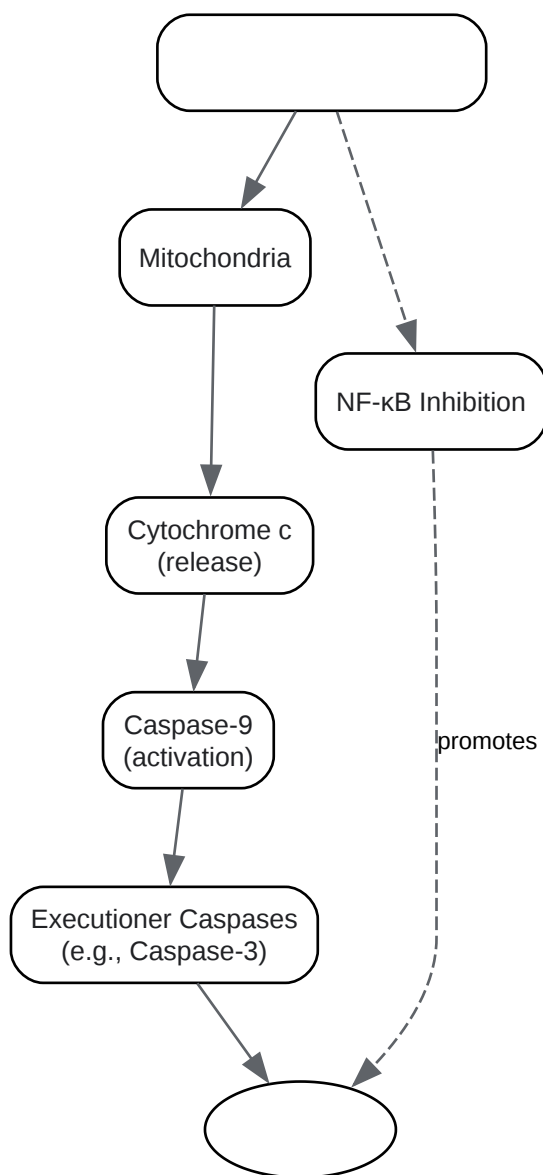 Mitochondria
NF-κB Inhibition
Cytochrome c
(release)
Caspase-9
(activation)
promotes
Executioner Caspases
(e.g., Caspase-3)